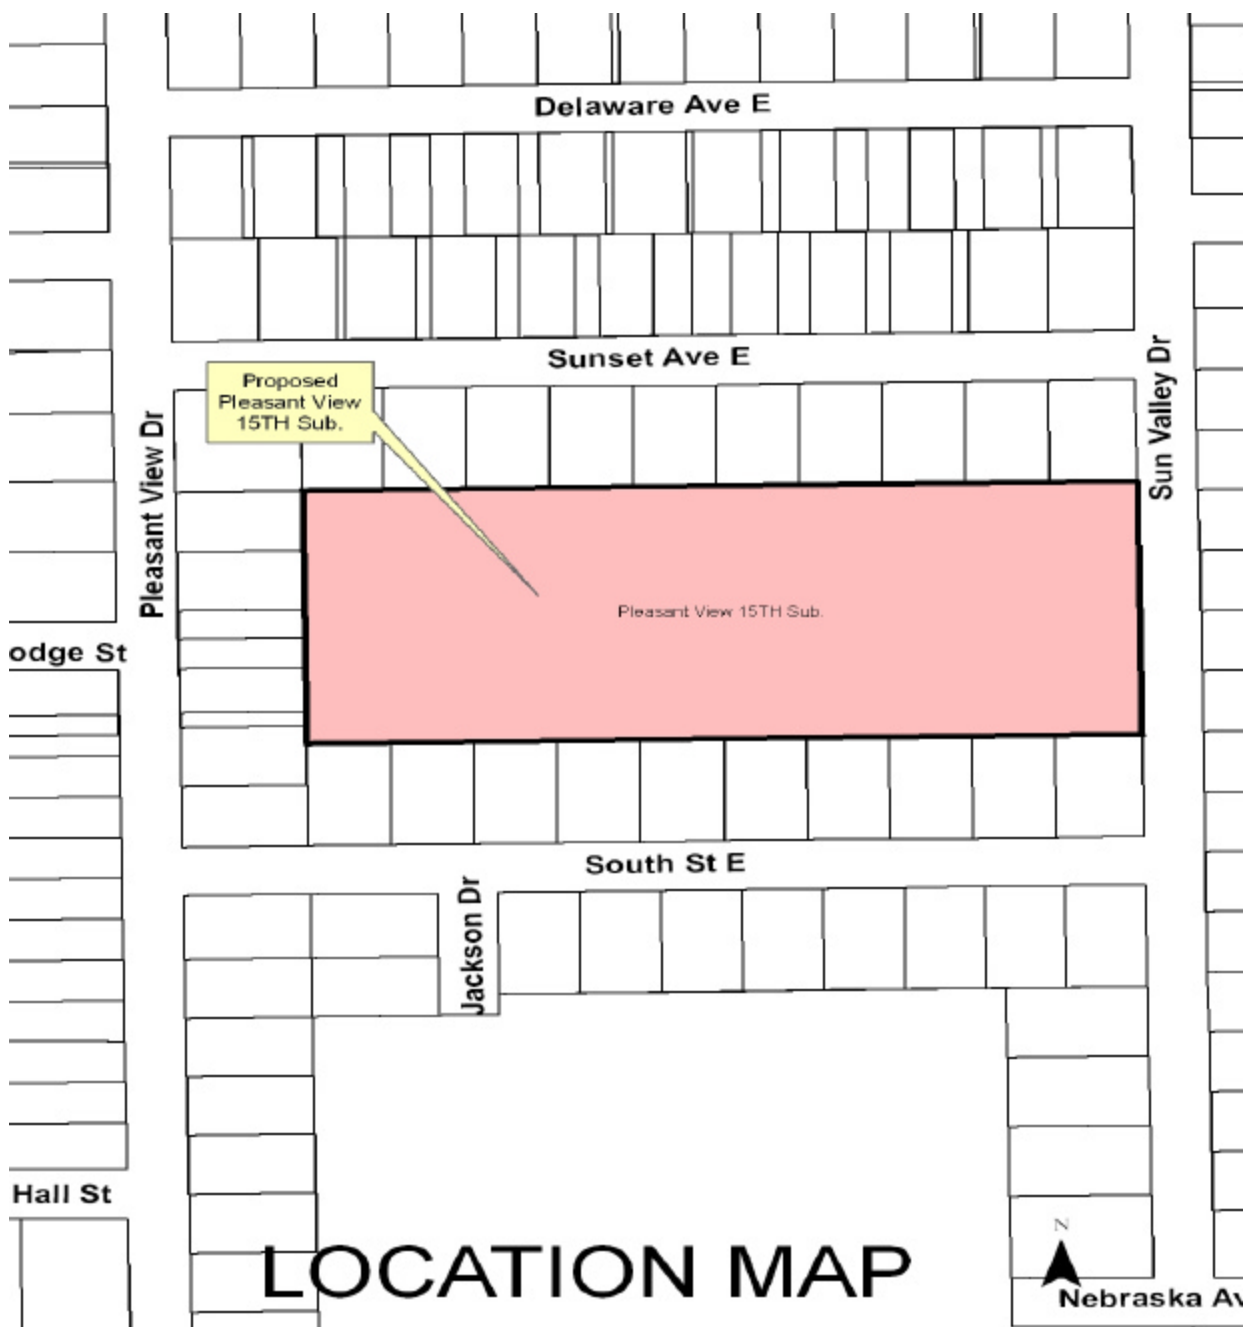 Delaware Ave E
Sunset Ave E
Proposed
Pleasant View
15TH Sub.
Sun Valley Dr
Pleasant View Dr
Pleasant View 15TH Sub.
odge St
South St E
Jackson Dr
Hall St
N
LOCATION MAP
Nebraska Av